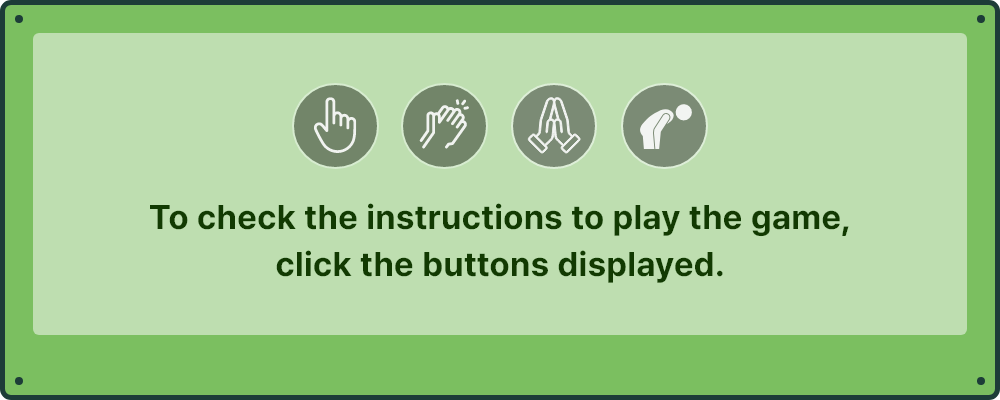 To check the instructions to play the game,
click the buttons displayed.